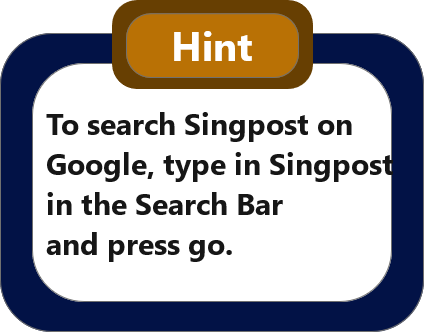 Hint
To search Singpost on
Google, type in Singpost
in the Search Bar
and press go.